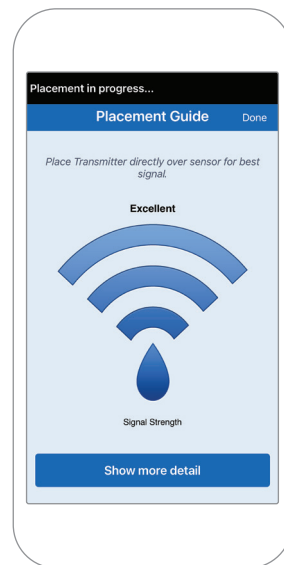 Placement in progress...
Placement Guide
Done
Place Transmitter directly over sensor for best
signal.
Excellent
Signal Strength
Show more detail